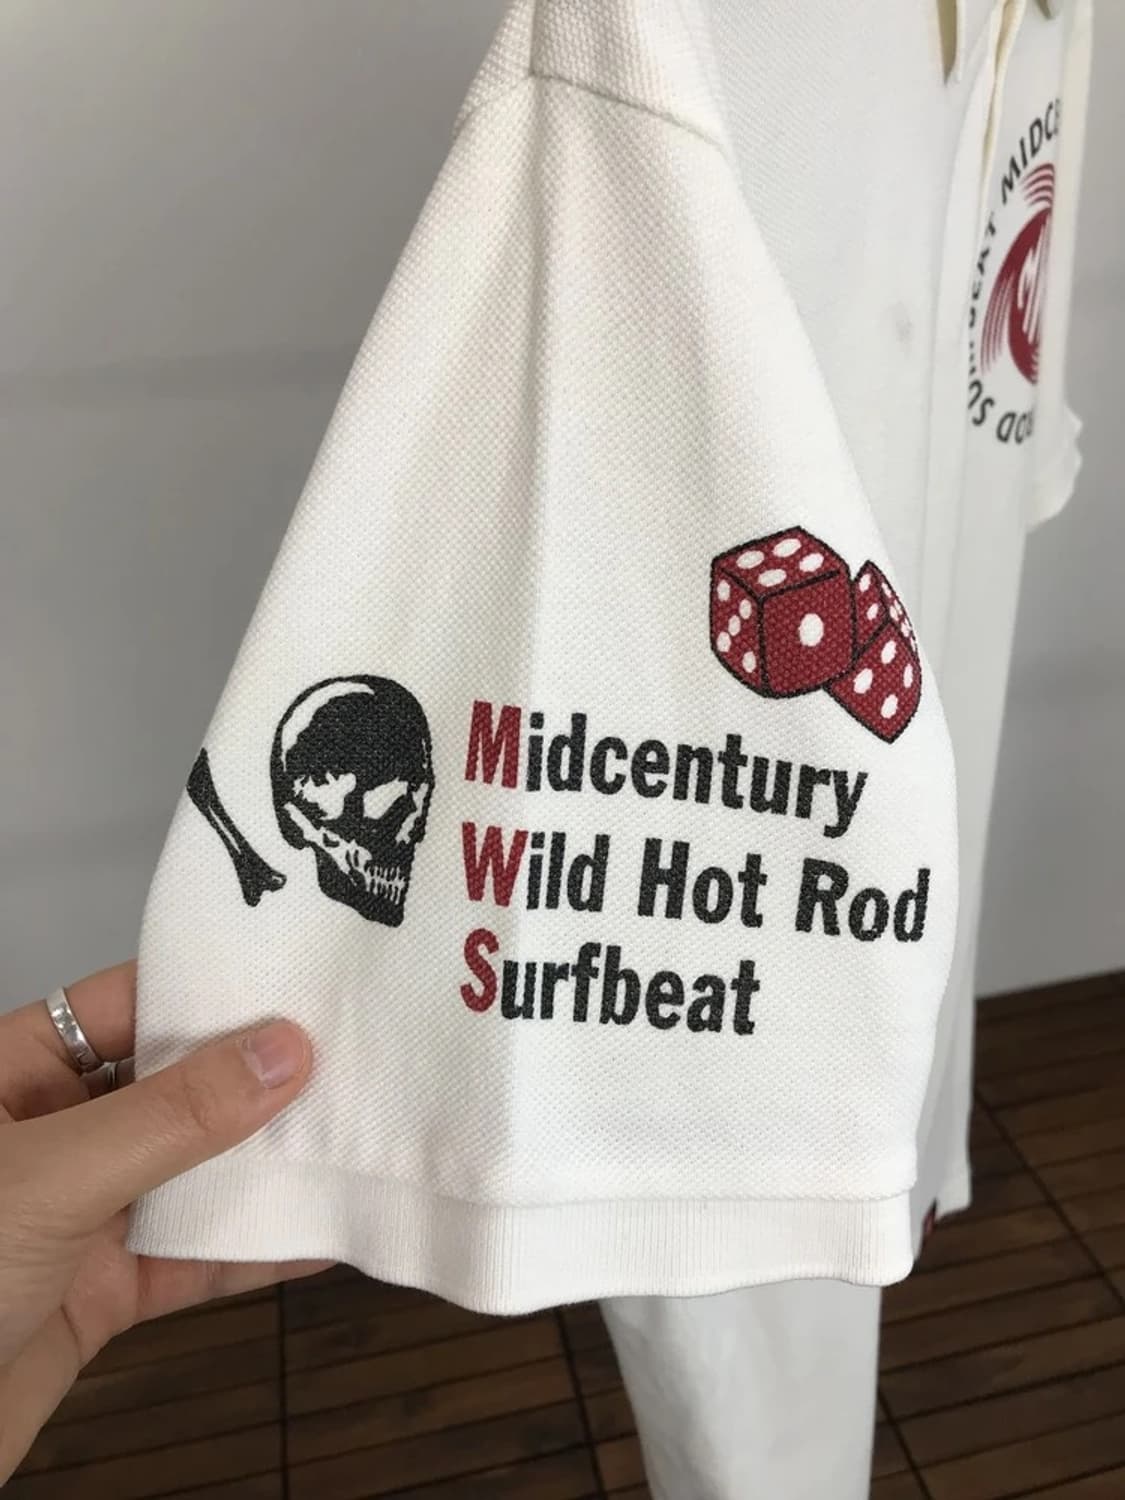 Midcentury
Wild Hot Rod
Surfbeat